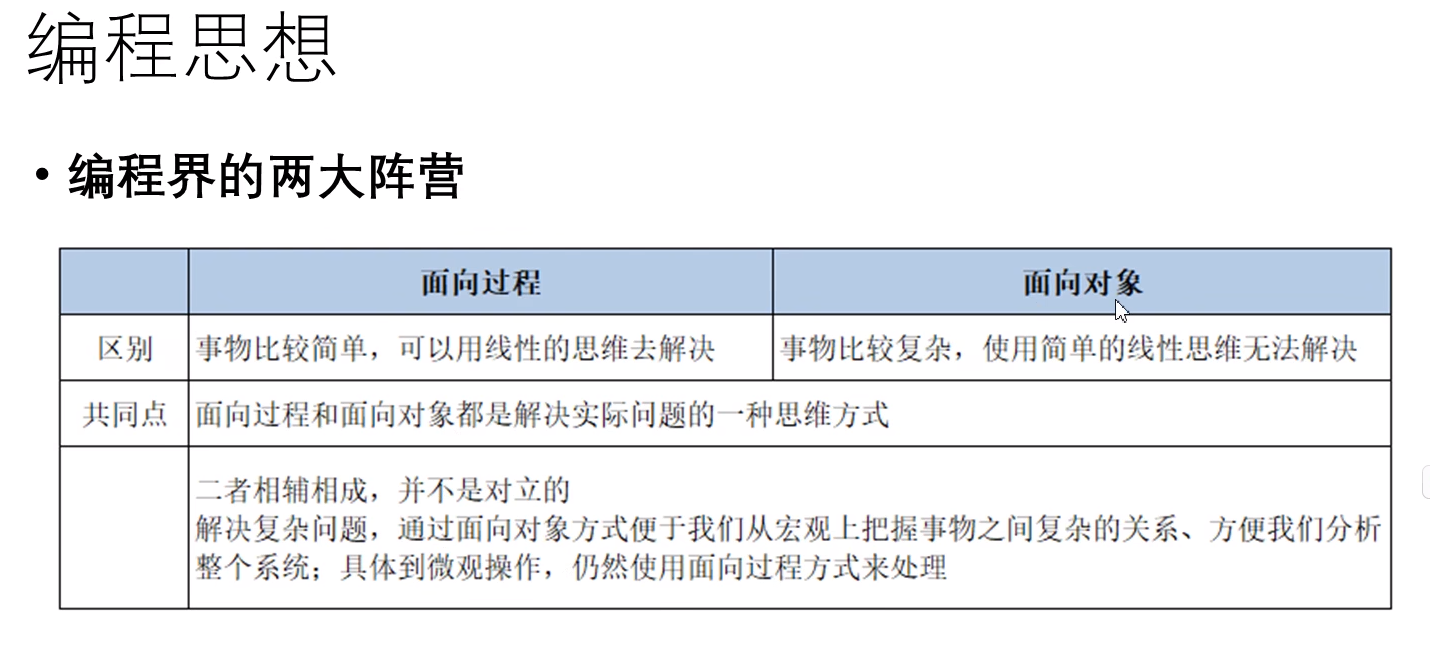 编程思想
• 编程界的两大阵营
面向过程 面向对象
区别 事物比较简单，可以用线性的思维去解决 事物比较复杂，使用简单的线性思维无法解决
共同点 面向过程和面向对象都是解决实际问题的一种思维方式
二者相辅相成，并不是对立的
解决复杂问题，通过面向对象方式便于我们从宏观上把握事物之间复杂的关系、方便我们分析
整个系统；具体到微观操作，仍然使用面向过程方式来处理